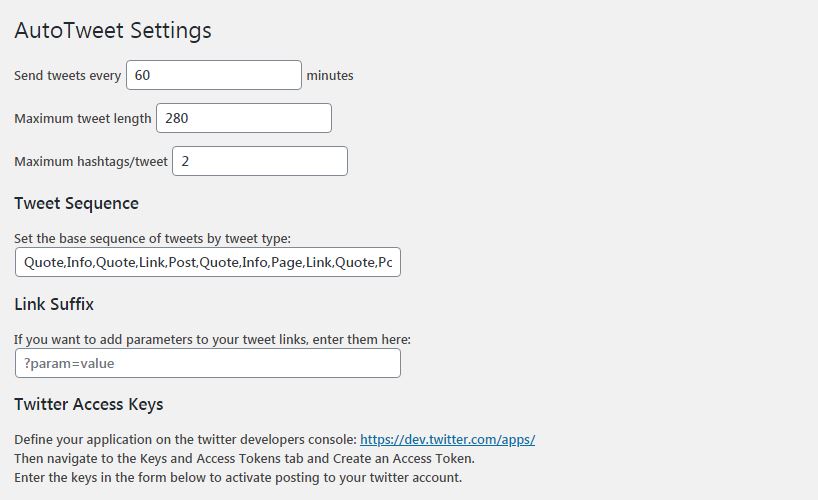 AutoTweet Settings
Send tweets every 60 minutes
Maximum tweet length 280
Maximum hashtags/tweet 2
Tweet Sequence
Set the base sequence of tweets by tweet type:
Quote,Info,Quote,Link,Post,Quote,Info,Page,Link,Quote,Pc
Link Suffix
If you want to add parameters to your tweet links, enter them here:
?param=value
Twitter Access Keys
Define your application on the twitter developers console: https://dev.twitter.com/apps/
Then navigate to the Keys and Access Tokens tab and Create an Access Token.
Enter the keys in the form below to activate posting to your twitter account.